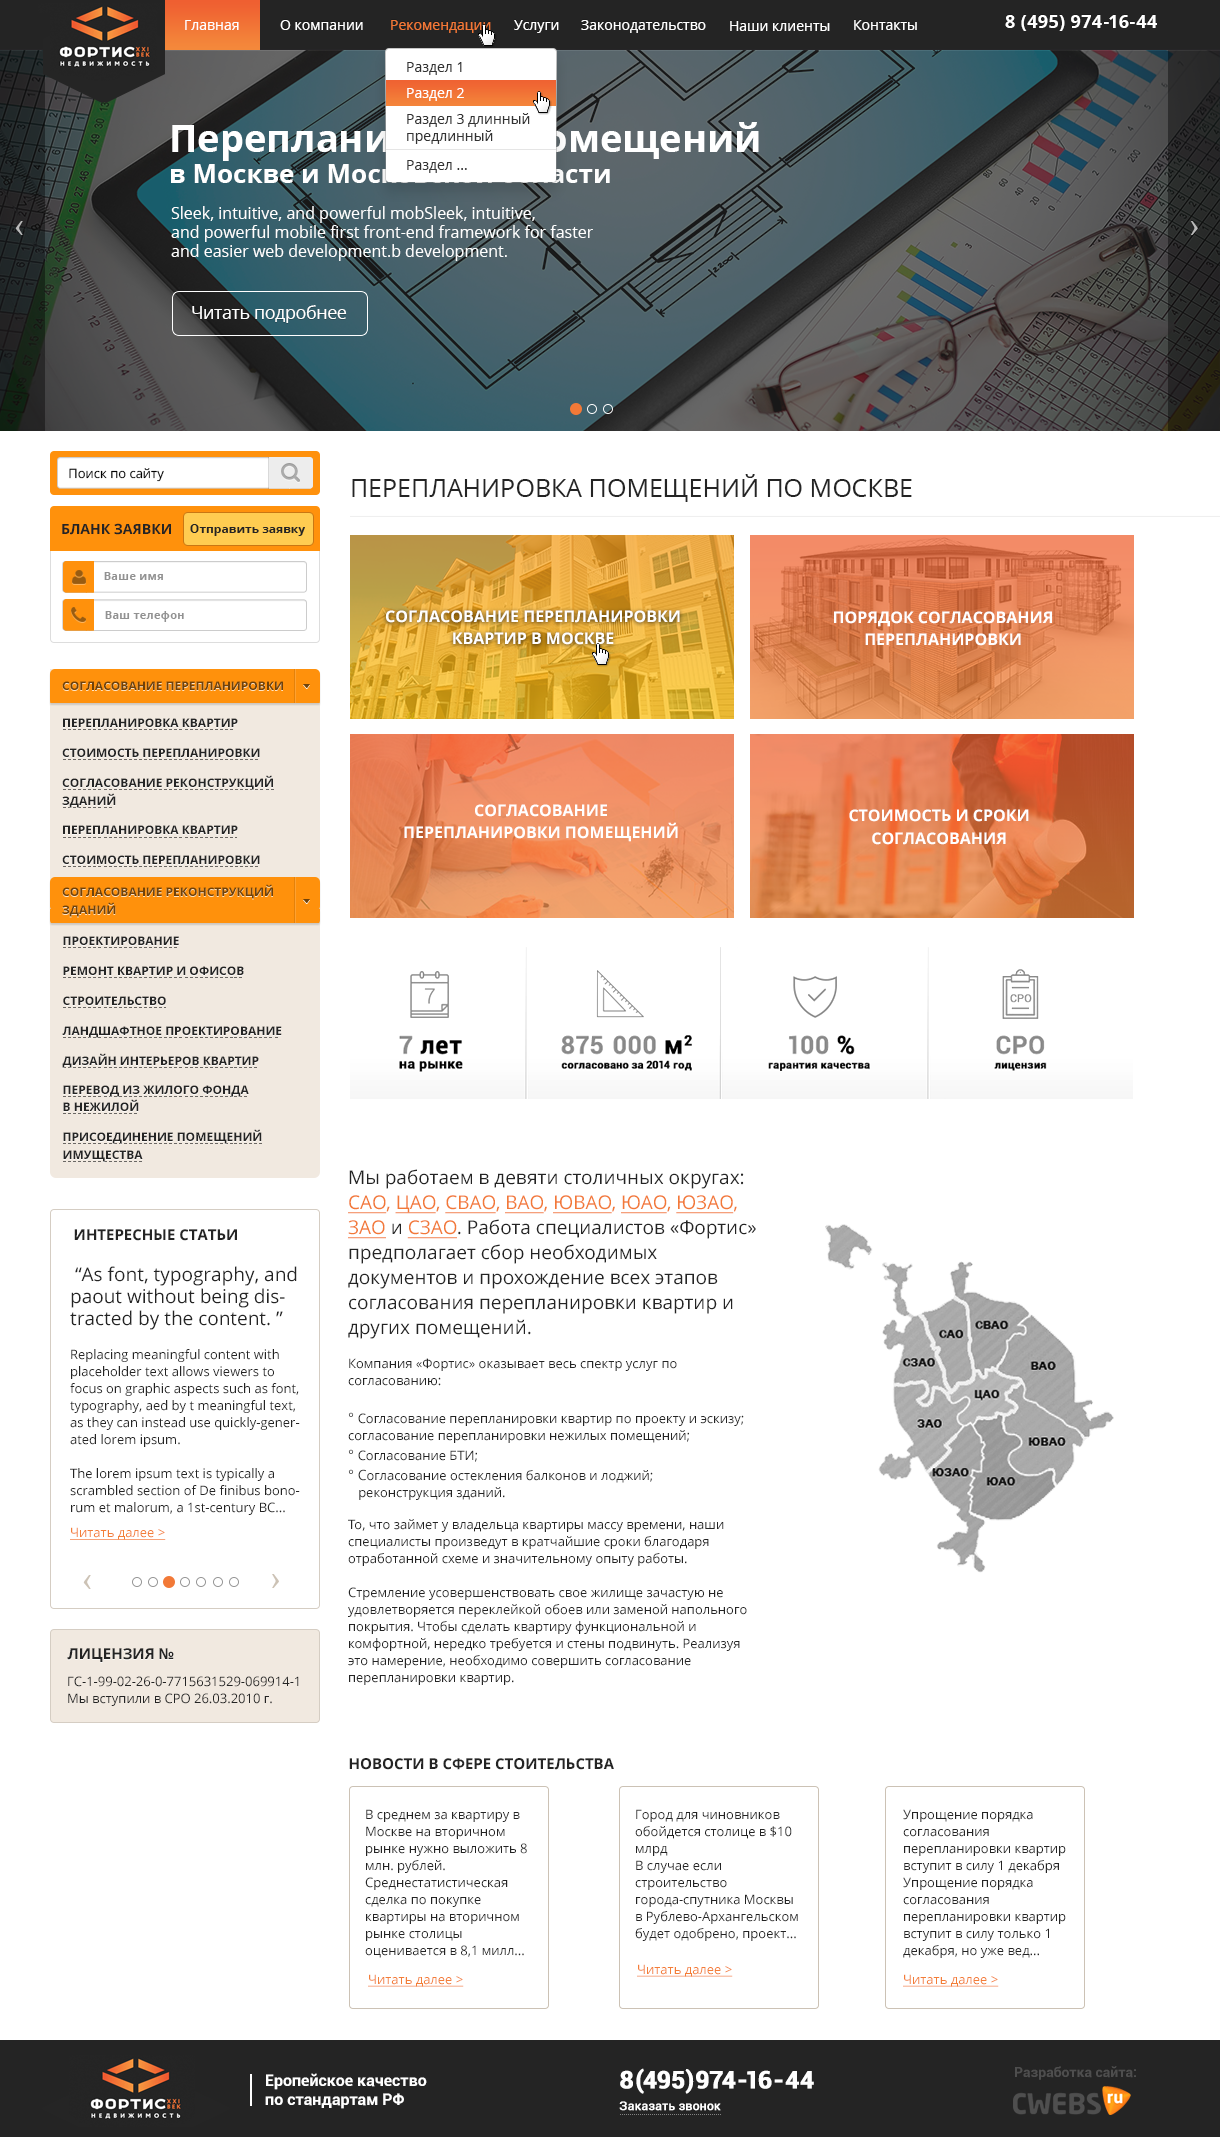 ФОРТИС XXI ВЕК
НЕДВИЖИМОСТЬ
Главная
О компании
Рекомендации
Услуги
Законодательство
Наши клиенты
Контакты
8 (495) 974-16-44
Раздел 1
Раздел 2
Раздел 3 длинный
предлинный
Раздел ...
помещений
в Москве и
Sleek, intuitive, and powerful mobSleek, intuitive,
and powerful mobile first front-end framework for faster
and easier web development.b development.
Читать подробнее
Поиск по сайту
БЛАНК ЗАЯВКИ
Отправить заявку
Ваше имя
Ваш телефон
СОГЛАСОВАНИЕ ПЕРЕПЛАНИРОВКИ
ПЕРЕПЛАНИРОВКА КВАРТИР
СТОИМОСТЬ ПЕРЕПЛАНИРОВКИ
СОГЛАСОВАНИЕ РЕКОНСТРУКЦИЙ
ЗДАНИЙ
ПЕРЕПЛАНИРОВКА КВАРТИР
СТОИМОСТЬ ПЕРЕПЛАНИРОВКИ
СОГЛАСОВАНИЕ РЕКОНСТРУКЦИЙ
ЗДАНИЙ
ПРОЕКТИРОВАНИЕ
РЕМОНТ КВАРТИР И ОФИСОВ
СТРОИТЕЛЬСТВО
ЛАНДШАФТНОЕ ПРОЕКТИРОВАНИЕ
ДИЗАЙН ИНТЕРЬЕРОВ КВАРТИР
ПЕРЕВОД ИЗ ЖИЛОГО ФОНДА
В НЕЖИЛОЙ
ПРИСОЕДИНЕНИЕ ПОМЕЩЕНИЙ
ИМУЩЕСТВА
ИНТЕРЕСНЫЕ СТАТЬИ
“As font, typography, and
paout without being dis-
tracted by the content. ”
Replacing meaningful content with
placeholder text allows viewers to
focus on graphic aspects such as font,
typography, aed by t meaningful text,
as they can instead use quickly-gener-
ated lorem ipsum.
The lorem ipsum text is typically a
scrambled section of De finibus bono-
rum et malorum, a 1st-century BC...
Читать далее >
ЛИЦЕНЗИЯ №
ГС-1-99-02-26-0-7715631529-069914-1
Мы вступили в СРО 26.03.2010 г.
ПЕРЕПЛАНИРОВКА ПОМЕЩЕНИЙ ПО МОСКВЕ
СОГЛАСОВАНИЕ ПЕРЕПЛАНИРОВКИ
КВАРТИР В МОСКВЕ
ПОРЯДОК СОГЛАСОВАНИЯ
ПЕРЕПЛАНИРОВКИ
СОГЛАСОВАНИЕ
ПЕРЕПЛАНИРОВКИ ПОМЕЩЕНИЙ
СТОИМОСТЬ И СРОКИ
СОГЛАСОВАНИЯ
7
7 лет
на рынке
875 000 м²
согласовано за 2014 год
100 %
гарантия качества
СРО
СРО
лицензия
Мы работаем в девяти столичных округах:
САО, ЦАО, СВАО, ВАО, ЮВАО, ЮАО, ЮЗАО,
ЗАО и СЗАО. Работа специалистов «Фортис»
предполагает сбор необходимых
документов и прохождение всех этапов
согласования перепланировки квартир и
других помещений.
Компания «Фортис» оказывает весь спектр услуг по
согласованию:
° Согласование перепланировки квартир по проекту и эскизу;
согласование перепланировки нежилых помещений;
° Согласование БТИ;
° Согласование остекления балконов и лоджий;
реконструкция зданий.
То, что займет у владельца квартиры массу времени, наши
специалисты произведут в кратчайшие сроки благодаря
отработанной схеме и значительному опыту работы.
Стремление усовершенствовать свое жилище зачастую не
удовлетворяется переклейкой обоев или заменой напольного
покрытия. Чтобы сделать квартиру функциональной и
комфортной, нередко требуется и стены подвинуть. Реализуя
это намерение, необходимо совершить согласование
перепланировки квартир.
СВАО
САО
СЗАО
ВАО
ЦАО
ЗАО
ЮВАО
ЮЗАО
ЮАО
НОВОСТИ В СФЕРЕ СТОИТЕЛЬСТВА
В среднем за квартиру в
Москве на вторичном
рынке нужно выложить 8
млн. рублей.
Среднестатистическая
сделка по покупке
квартиры на вторичном
рынке столицы
оценивается в 8,1 милл...
Читать далее >
Город для чиновников
обойдется столице в $10
млрд
В случае если
строительство
города-спутника Москвы
в Рублево-Архангельском
будет одобрено, проект...
Читать далее >
Упрощение порядка
согласования
перепланировки квартир
вступит в силу 1 декабря
Упрощение порядка
согласования
перепланировки квартир
вступит в силу только 1
декабря, но уже вед...
Читать далее >
ФОРТИС XXI ВЕК
НЕДВИЖИМОСТЬ
Еропейское качество
по стандартам РФ
8(495)974-16-44
Заказать звонок
Разработка сайта:
CWEBS ru